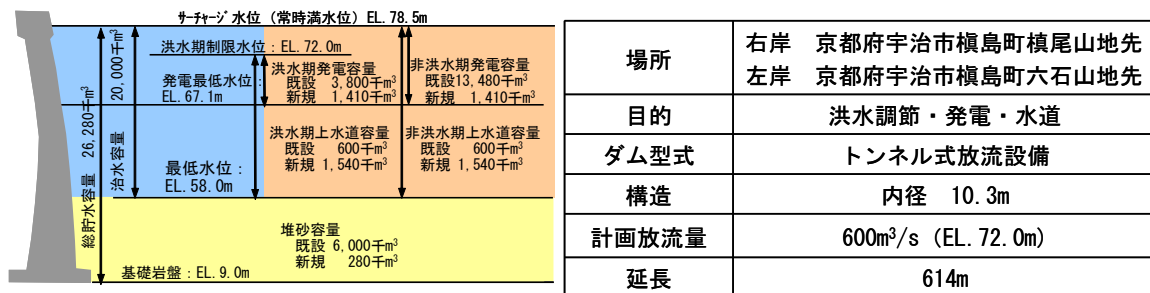 サーチャージ水位（常時満水位）EL.78.5m
洪水期制限水位：EL.72.0m
発電最低水位：
EL.67.1m
洪水期発電容量
既設 3,800千m³
新規 1,410千m³
非洪水期発電容量
既設13,480千m³
新規 1,410千m³
総貯水容量 26,280千m³
治水容量 20,000千m³
洪水期上水道容量
既設 600千m³
新規 1,540千m³
非洪水期上水道容量
既設 600千m³
新規 1,540千m³
最低水位：
EL.58.0m
堆砂容量
既設 6,000千m³
新規 280千m³
基礎岩盤：EL.9.0m
場所
右岸 京都府宇治市槇島町槙尾山地先
左岸 京都府宇治市槇島町六石山地先
目的 洪水調節・発電・水道
ダム型式 トンネル式放流設備
構造 内径 10.3m
計画放流量 600m³/s（EL.72.0m）
延長 614m